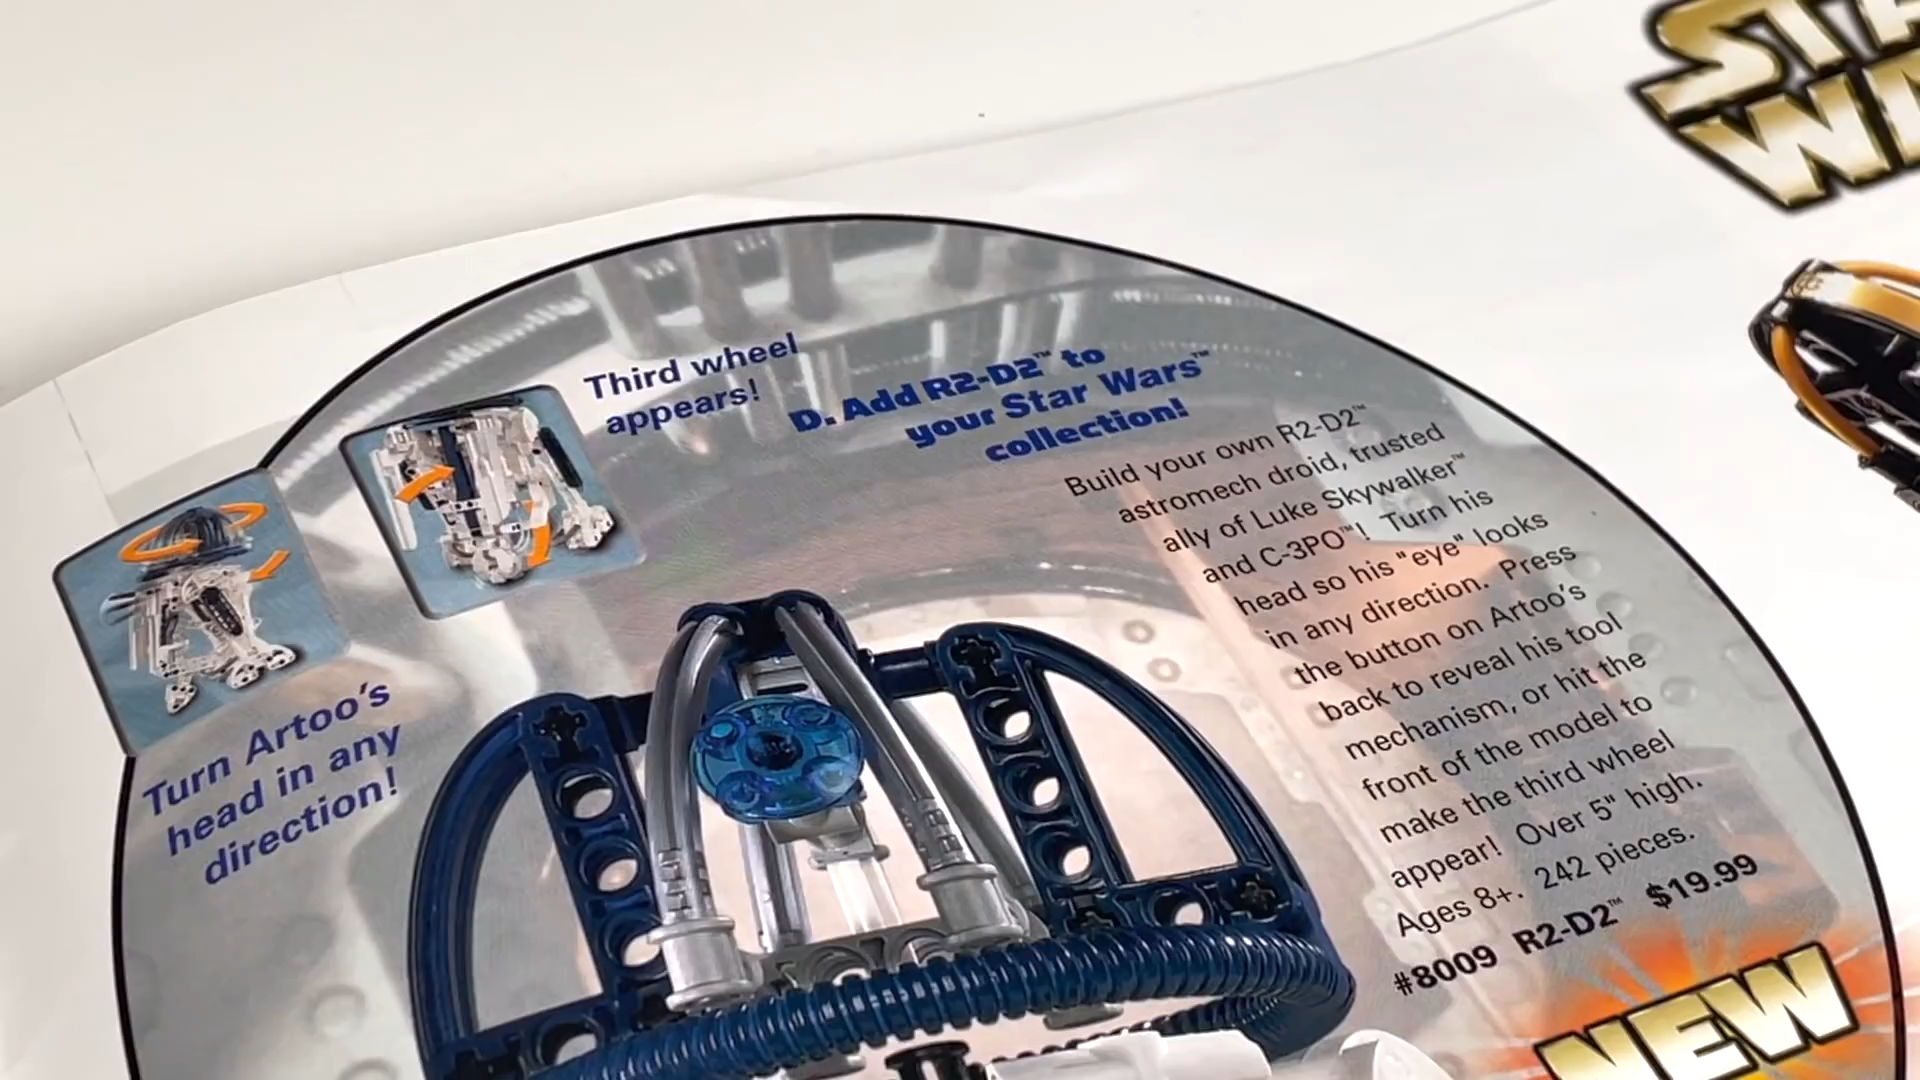 STA
WA
Third wheel
appears!
D. Add R2-D2™ to
your Star Wars™
collection!
Build your own R2-D2™
astromech droid, trusted
ally of Luke Skywalker™
and C-3PO™! Turn his
head so his "eye" looks
in any direction. Press
the button on Artoo's
back to reveal his tool
mechanism, or hit the
front of the model to
make the third wheel
appear! Over 5" high.
Ages 8+. 242 pieces.
#8009 R2-D2™ $19.99
Turn Artoo's
head in any
direction!
NEW